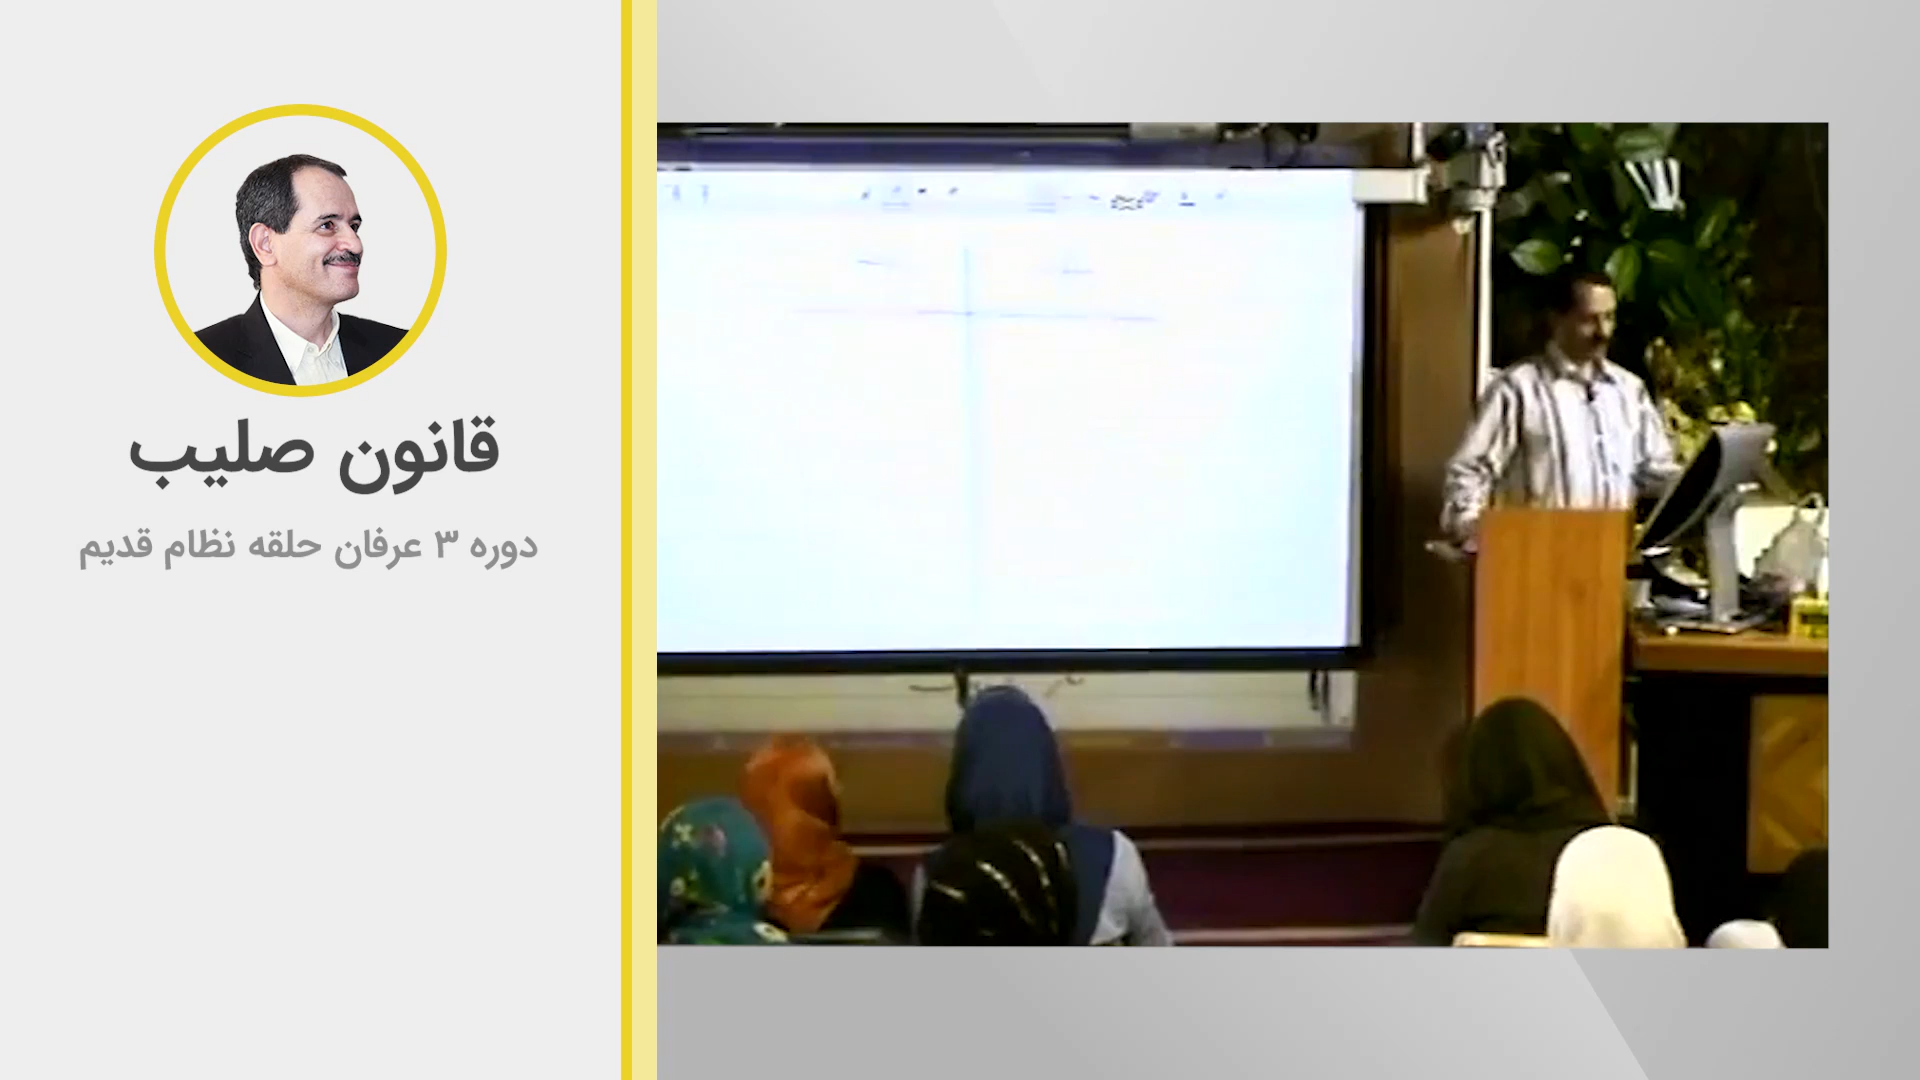 قانون صلیب
دوره ۳ عرفان حلقه نظام قدیم